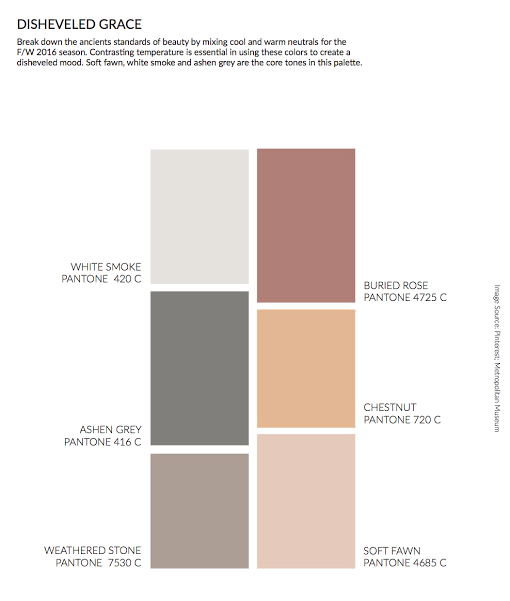 DISHEVELED GRACE
Break down the ancients standards of beauty by mixing cool and warm neutrals for the
F/W 2016 season. Contrasting temperature is essential in using these colors to create a
disheveled mood. Soft fawn, white smoke and ashen grey are the core tones in this palette.
WHITE SMOKE
PANTONE  420 C
BURIED ROSE
PANTONE 4725 C
ASHEN GREY
PANTONE 416 C
CHESTNUT
PANTONE 720 C
WEATHERED STONE
PANTONE  7530 C
SOFT FAWN
PANTONE 4685 C
Image Source: Pinterest; Metropolitan Museum